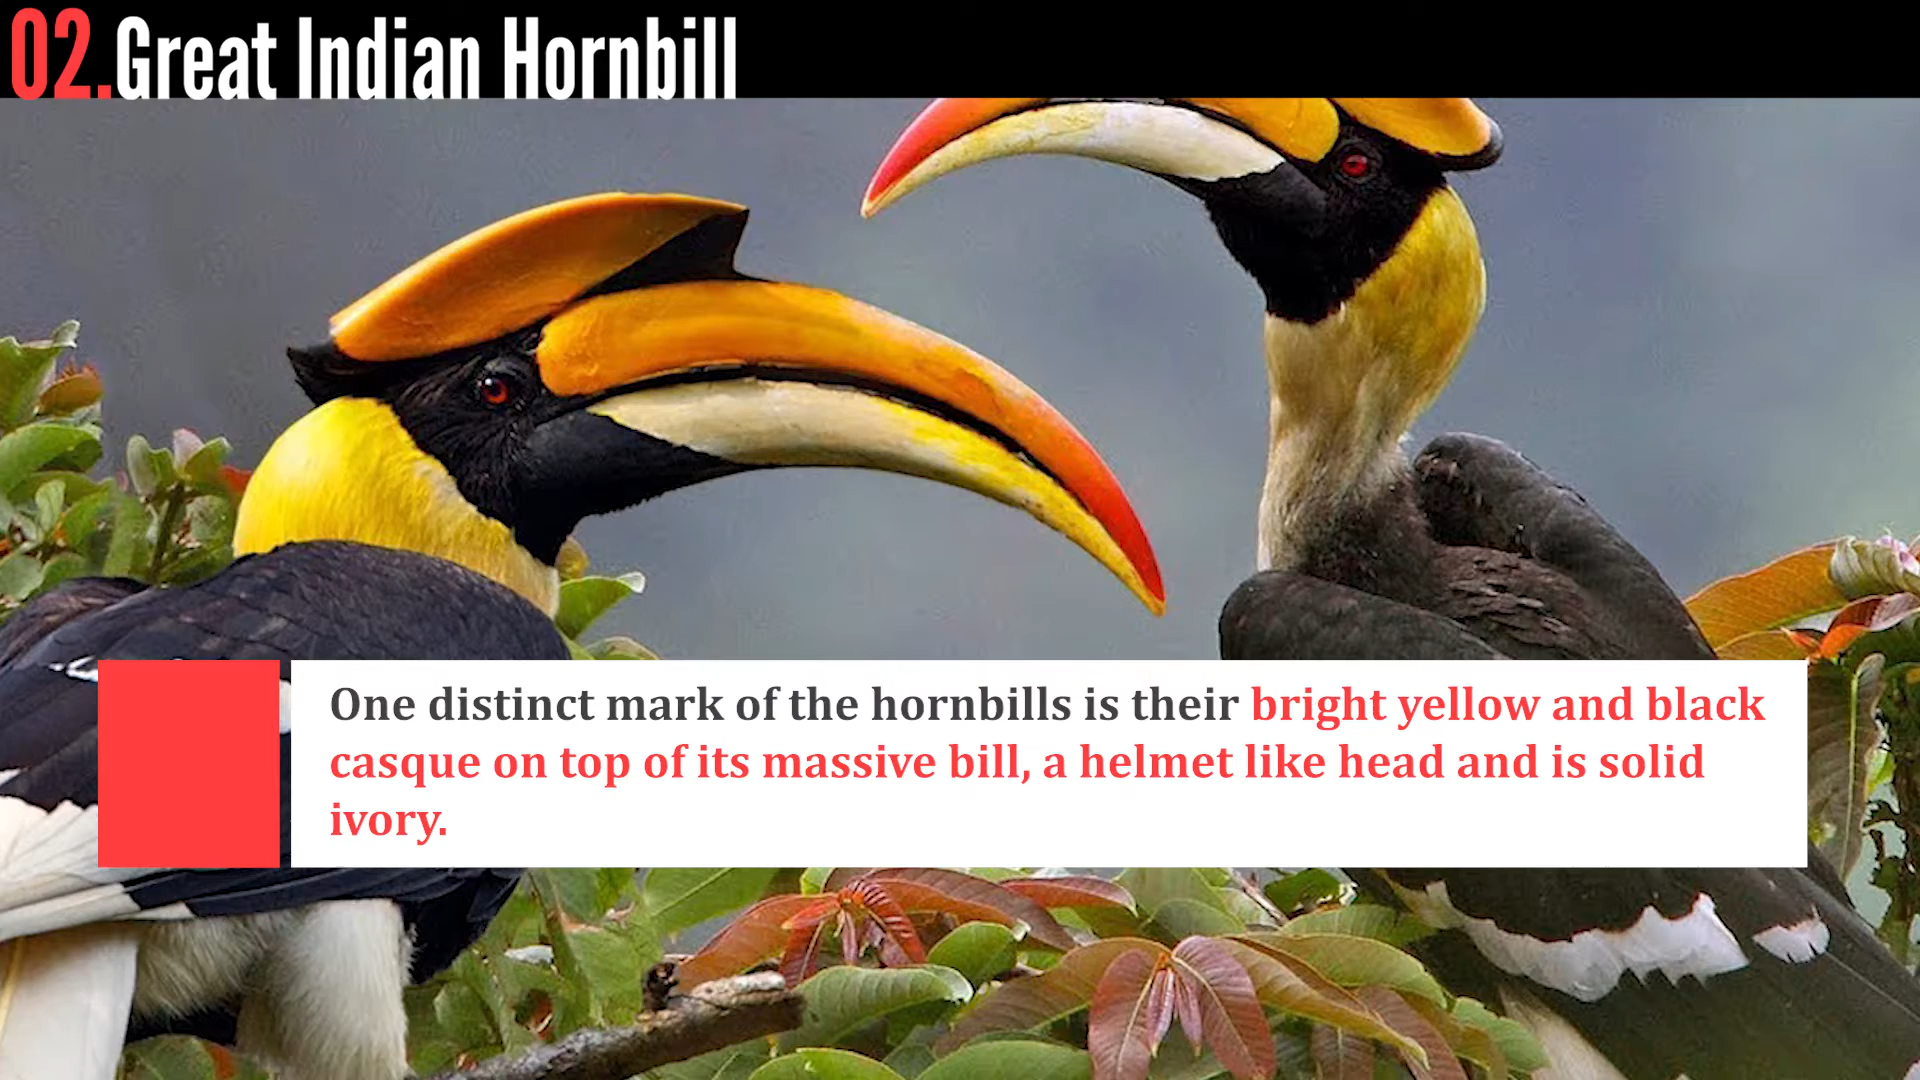 02.Great Indian Hornbill
One distinct mark of the hornbills is their bright yellow and black
casque on top of its massive bill, a helmet like head and is solid
ivory.